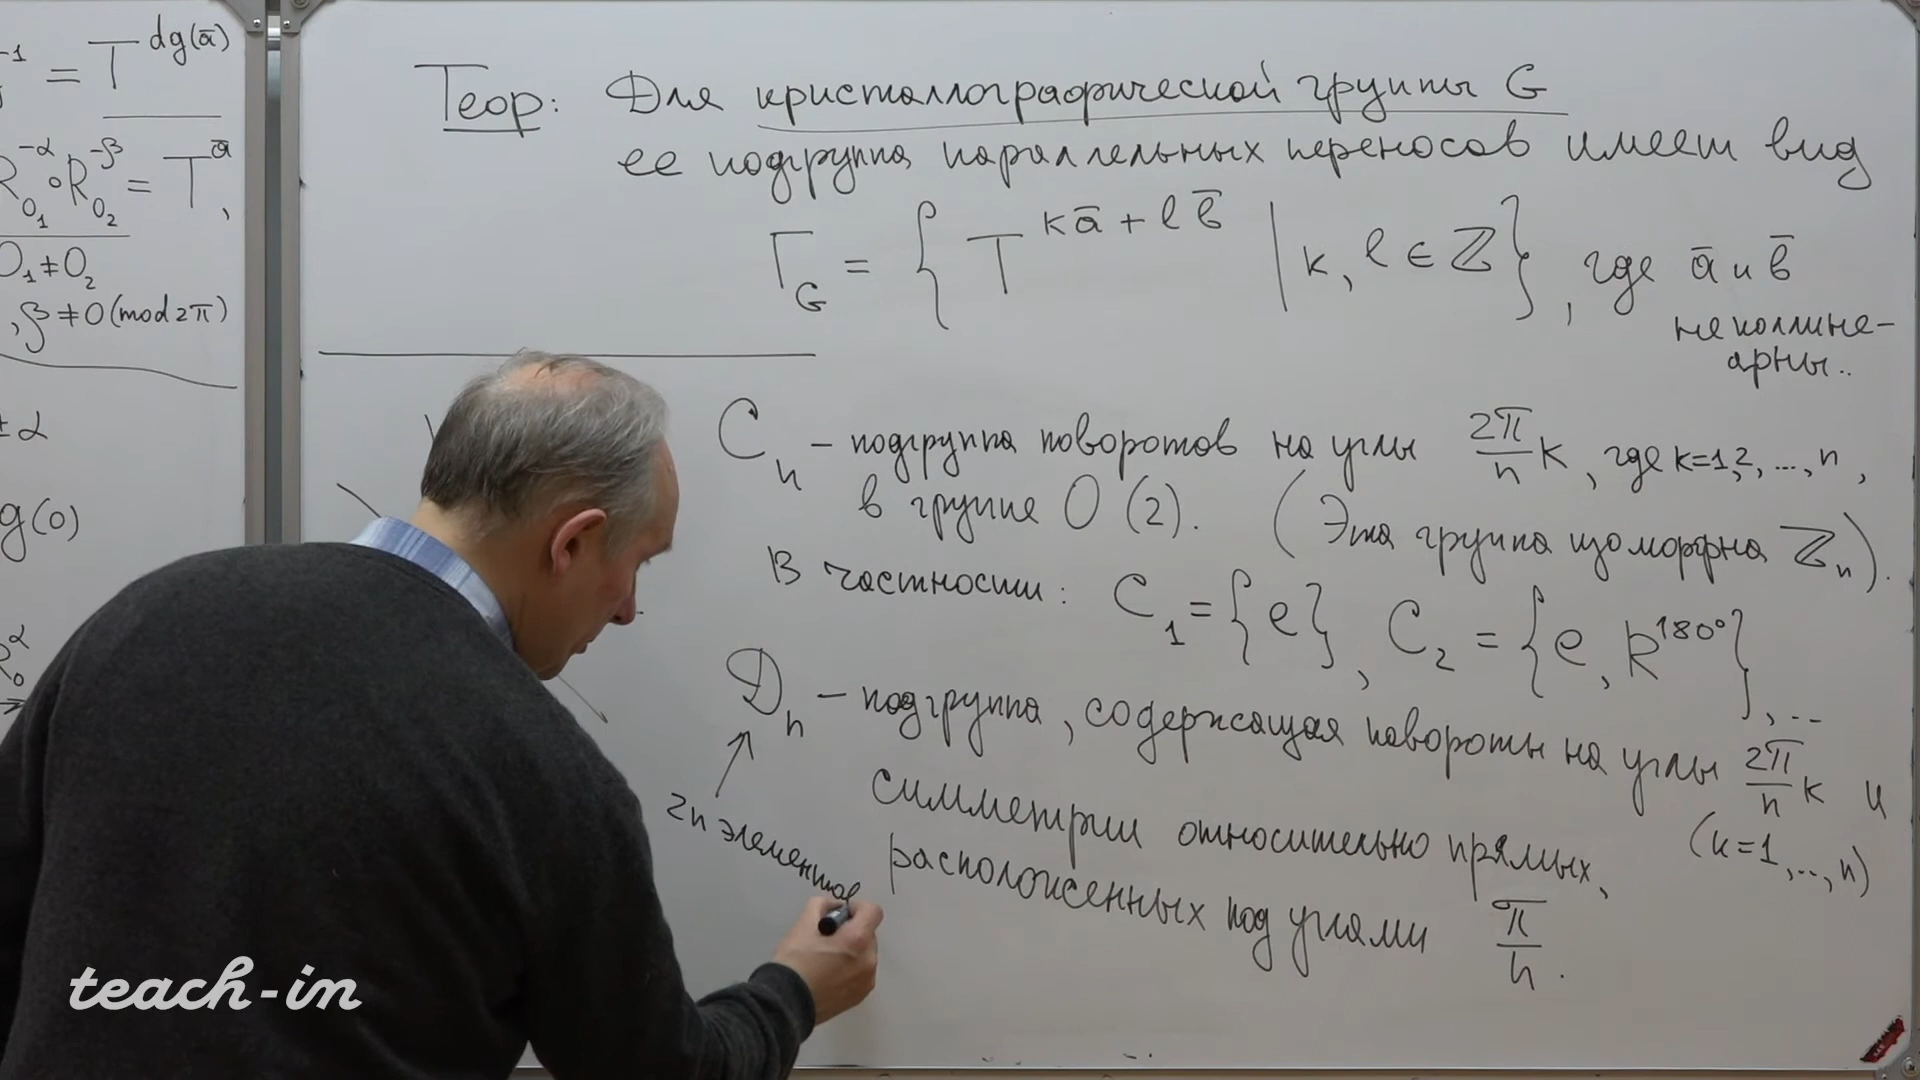 -1 = T^{dg(ā)}
R_{O_1}^{-α} ∘ R_{O_2}^{-β} = T^{ā},
O_1 ≠ O_2
, β ≠ 0 (mod 2π)
± α
g(0)
Теор: Для кристаллографической группы G
ее подгруппа параллельных переносов имеет вид
Γ_G = { T^{kā + lb̄} | k, l ∈ ℤ }, где ā и b̄
неколлине-
арны..
C_n – подгруппа поворотов на углы 2π/n k, где k=1,2, ..., n,
в группе O(2). (Эта группа изоморфна ℤ_n).
В частности: C_1 = {e}, C_2 = {e, R^{180°}}, ...
D_n – подгруппа, содержащая повороты на углы 2π/n k и
(k=1, ..., n)
симметрии относительно прямых,
расположенных под углами π/n.
2n элементов
teach-in